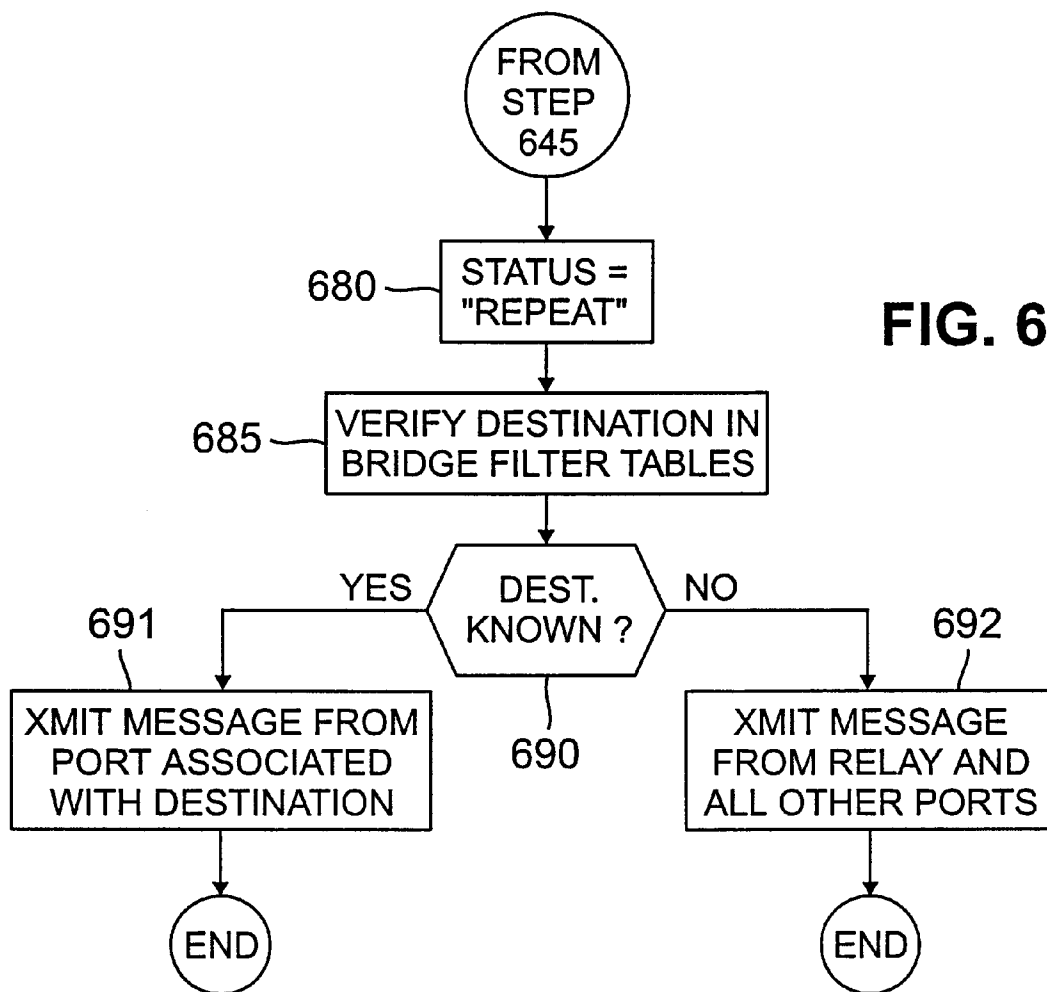 FROM
STEP
645
680
STATUS =
"REPEAT"
FIG. 6
685
VERIFY DESTINATION IN
BRIDGE FILTER TABLES
YES
DEST.
KNOWN ?
NO
691
692
690
XMIT MESSAGE FROM
PORT ASSOCIATED
WITH DESTINATION
XMIT MESSAGE
FROM RELAY AND
ALL OTHER PORTS
END
END